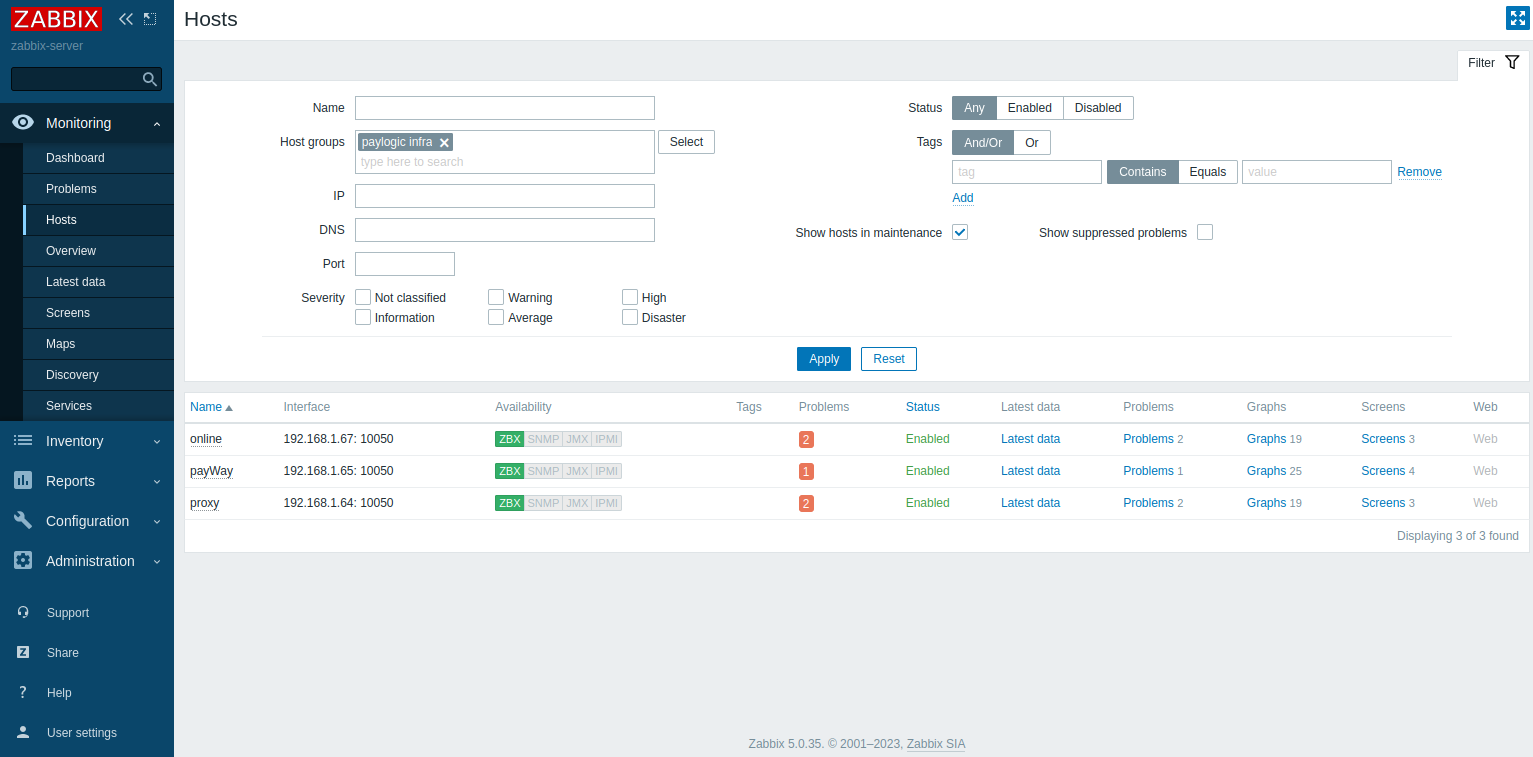 ZABBIX
zabbix-server
Monitoring
Dashboard
Problems
Hosts
Overview
Latest data
Screens
Maps
Discovery
Services
Inventory
Reports
Configuration
Administration
Support
Share
Help
User settings
Hosts
Filter
Name
Host groups paylogic infra Select
type here to search
IP
DNS
Port
Severity Not classified Warning High
Information Average Disaster
Status Any Enabled Disabled
Tags And/Or Or
tag Contains Equals value Remove
Add
Show hosts in maintenance Show suppressed problems
Apply Reset
Name Interface Availability Tags Problems Status Latest data Problems Graphs Screens Web
online 192.168.1.67: 10050 ZBX SNMP JMX IPMI 2 Enabled Latest data Problems 2 Graphs 19 Screens 3 Web
payWay 192.168.1.65: 10050 ZBX SNMP JMX IPMI 1 Enabled Latest data Problems 1 Graphs 25 Screens 4 Web
proxy 192.168.1.64: 10050 ZBX SNMP JMX IPMI 2 Enabled Latest data Problems 2 Graphs 19 Screens 3 Web
Displaying 3 of 3 found
Zabbix 5.0.35. © 2001–2023, Zabbix SIA